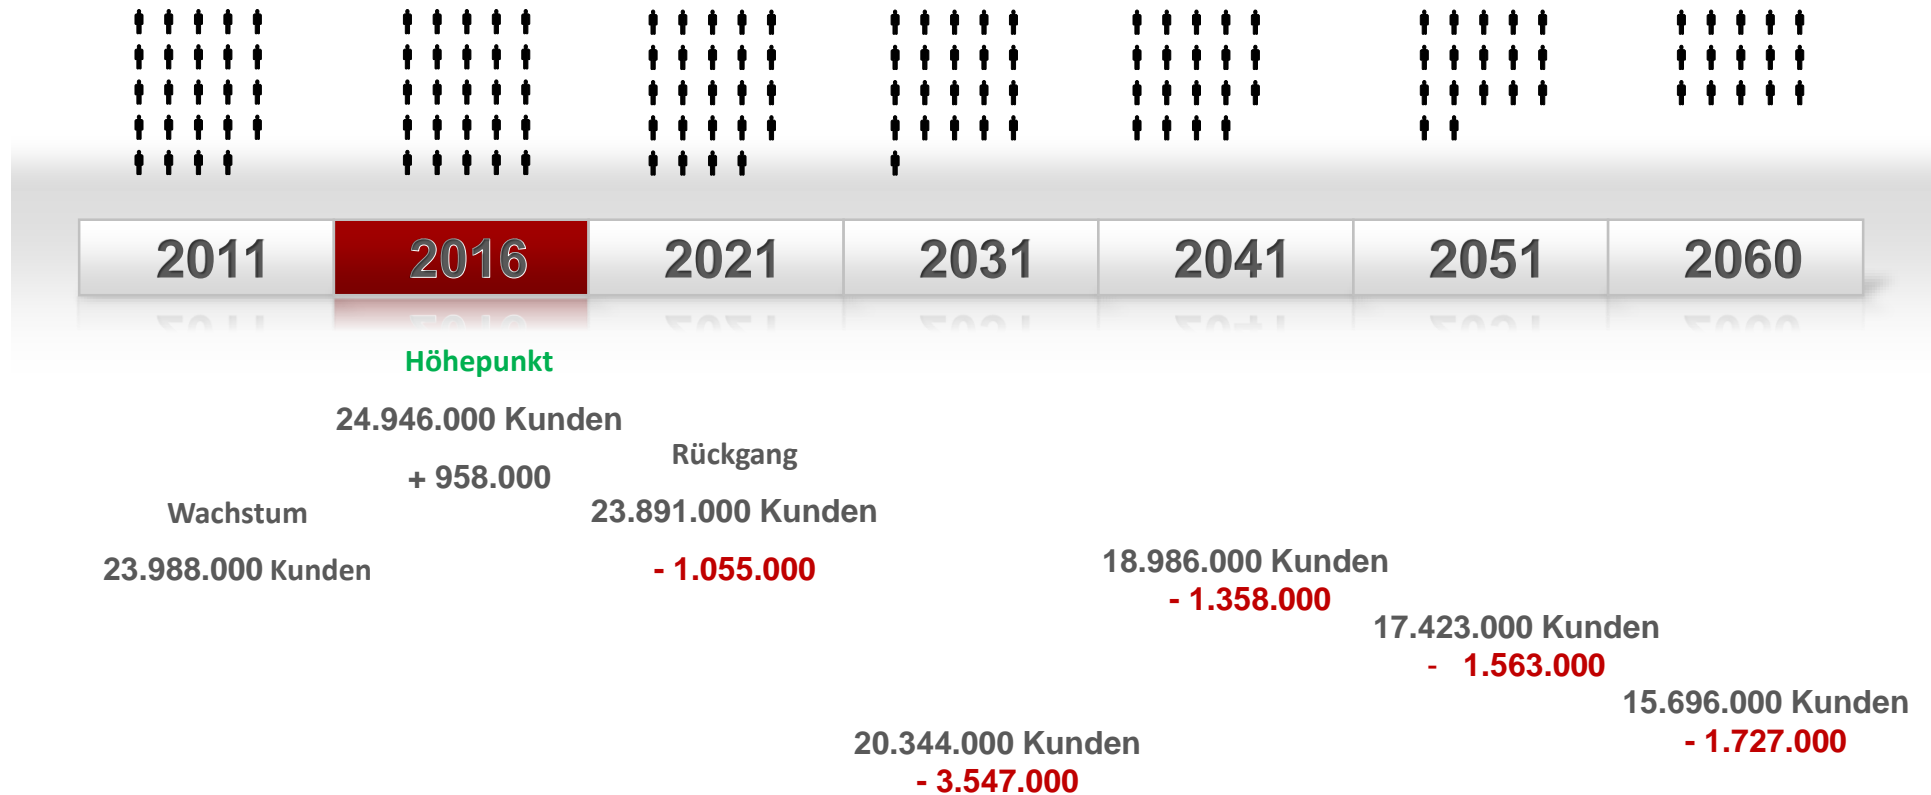 2011
2016
2021
2031
2041
2051
2060
Höhepunkt
24.946.000 Kunden
+ 958.000
Rückgang
23.891.000 Kunden
- 1.055.000
Wachstum
23.988.000 Kunden
18.986.000 Kunden
- 1.358.000
17.423.000 Kunden
- 1.563.000
15.696.000 Kunden
- 1.727.000
20.344.000 Kunden
- 3.547.000